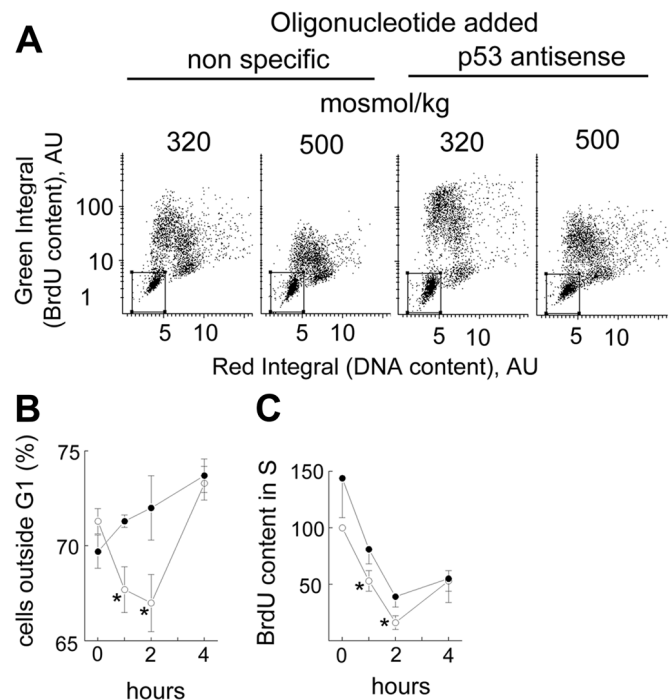 A
Oligonucleotide added
non specific p53 antisense
mosmol/kg
320 500 320 500
Green Integral
(BrdU content), AU
100
10
1
5 10 5 10 5 10 5 10
Red Integral (DNA content), AU
B
cells outside G1 (%)
75
70
65
* *
0 2 4
hours
C
BrdU content in S
150
100
50
* *
0 2 4
hours